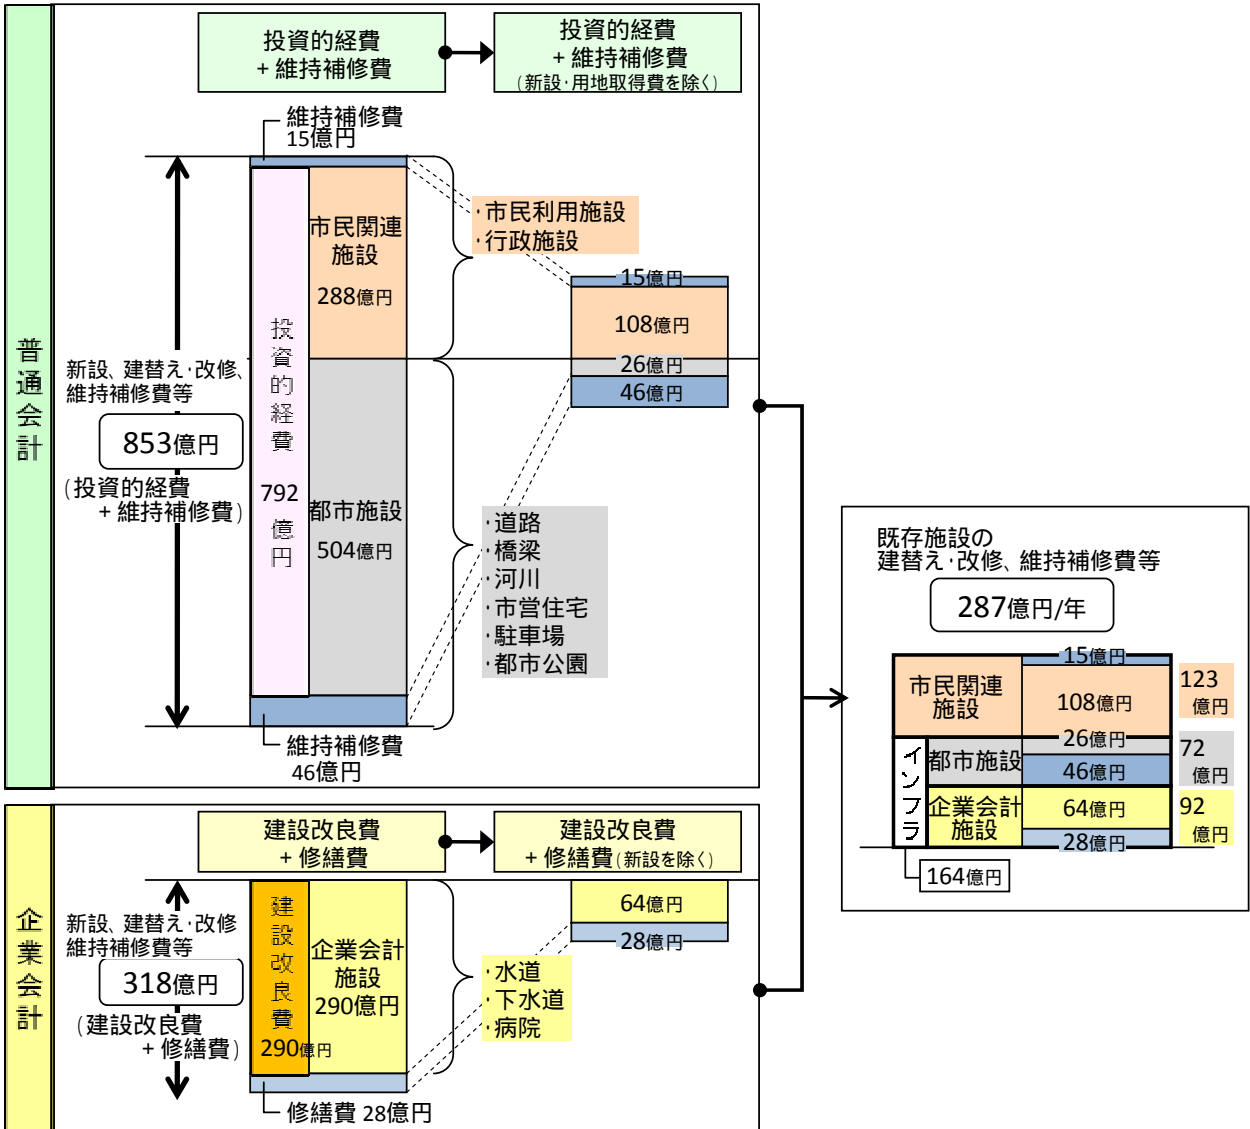 普通会計
投資的経費
+ 維持補修費
投資的経費
+ 維持補修費
(新設・用地取得費を除く)
維持補修費
15億円
市民関連
施設
288億円
・市民利用施設
・行政施設
15億円
108億円
26億円
46億円
新設、建替え・改修、
維持補修費等
853億円
(投資的経費
+ 維持補修費)
投資的経費
792
億円
都市施設
504億円
・道路
・橋梁
・河川
・市営住宅
・駐車場
・都市公園
維持補修費
46億円
既存施設の
建替え・改修、維持補修費等
287億円/年
市民関連
施設
15億円
108億円
123
億円
インフラ
都市施設
26億円
46億円
72
億円
企業会計
施設
64億円
28億円
92
億円
164億円
企業会計
建設改良費
+ 修繕費
建設改良費
+ 修繕費(新設を除く)
新設、建替え・改修
維持補修費等
318億円
(建設改良費
+ 修繕費)
建設改良費
290億円
企業会計
施設
290億円
64億円
28億円
・水道
・下水道
・病院
修繕費 28億円